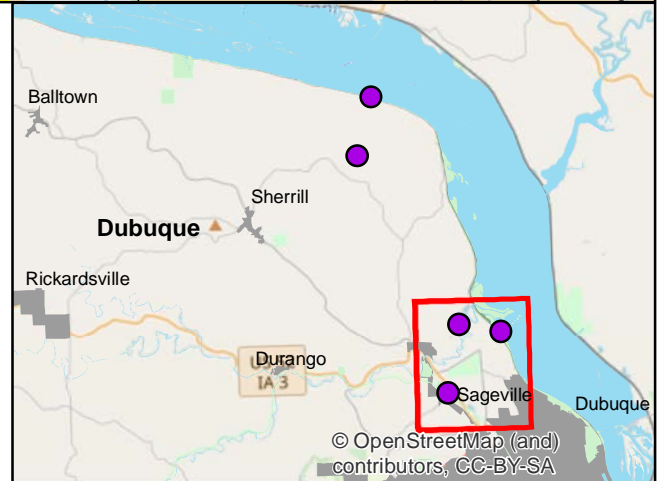 Balltown
Sherrill
Dubuque
Rickardsville
Durango
IA 3
Sageville
Dubuque
© OpenStreetMap (and)
contributors, CC-BY-SA